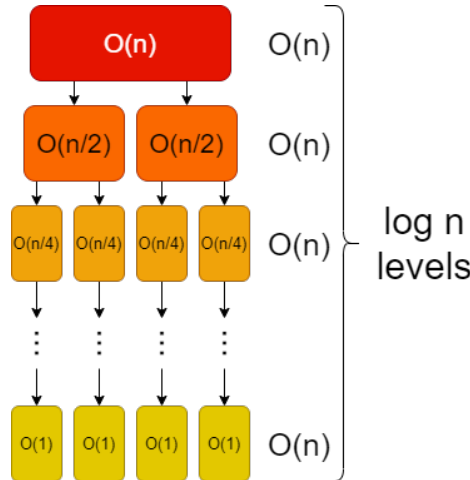 O(n) O(n)
O(n/2) O(n/2) O(n)
O(n/4) O(n/4) O(n/4) O(n/4) O(n)
log n
levels
... ... ... ...
O(1) O(1) O(1) O(1) O(n)